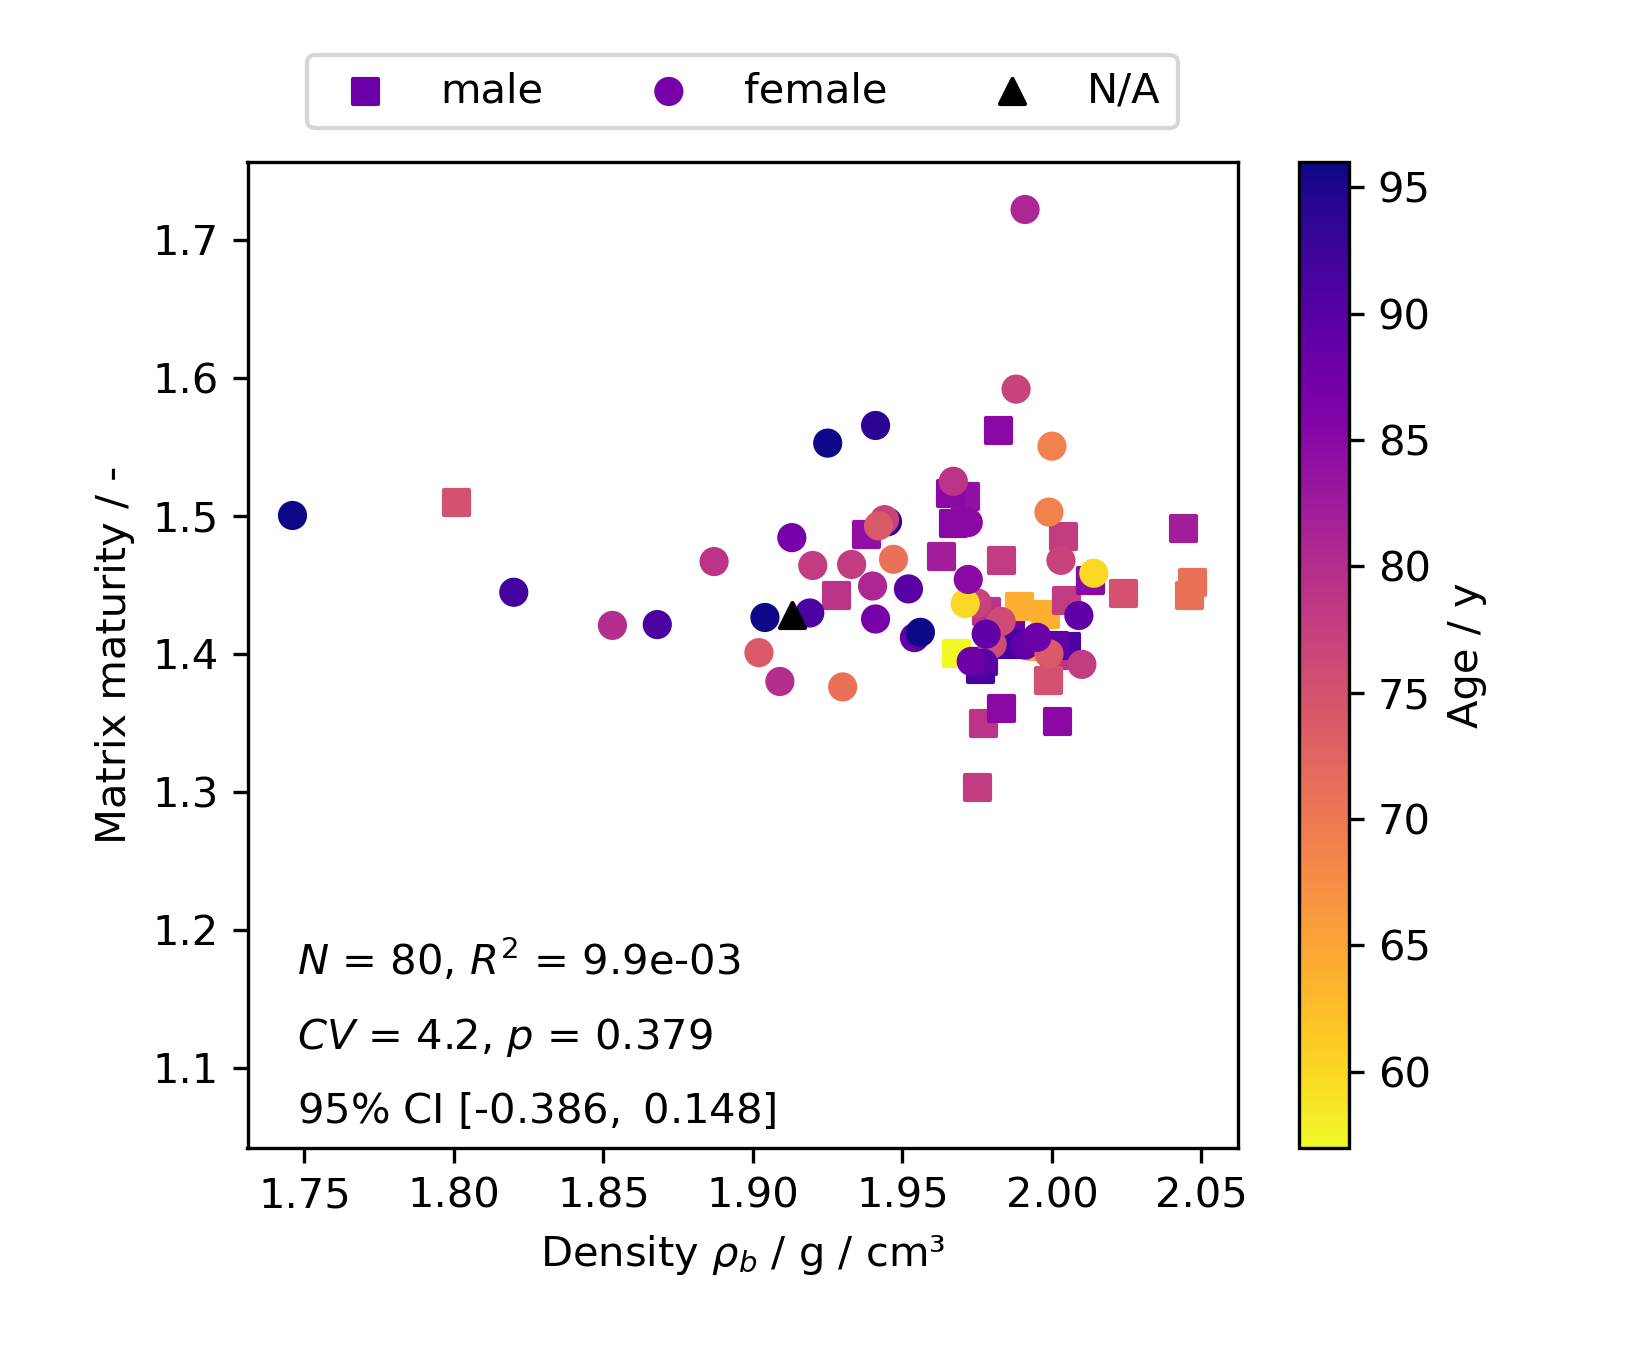 male female N/A
1.7
1.6
1.5
1.4
1.3
1.2
1.1
Matrix maturity / -
N = 80, R² = 9.9e-03
CV = 4.2, p = 0.379
95% CI [-0.386, 0.148]
1.75 1.80 1.85 1.90 1.95 2.00 2.05
Density ρb / g / cm³
95
90
85
80
75
70
65
60
Age / y